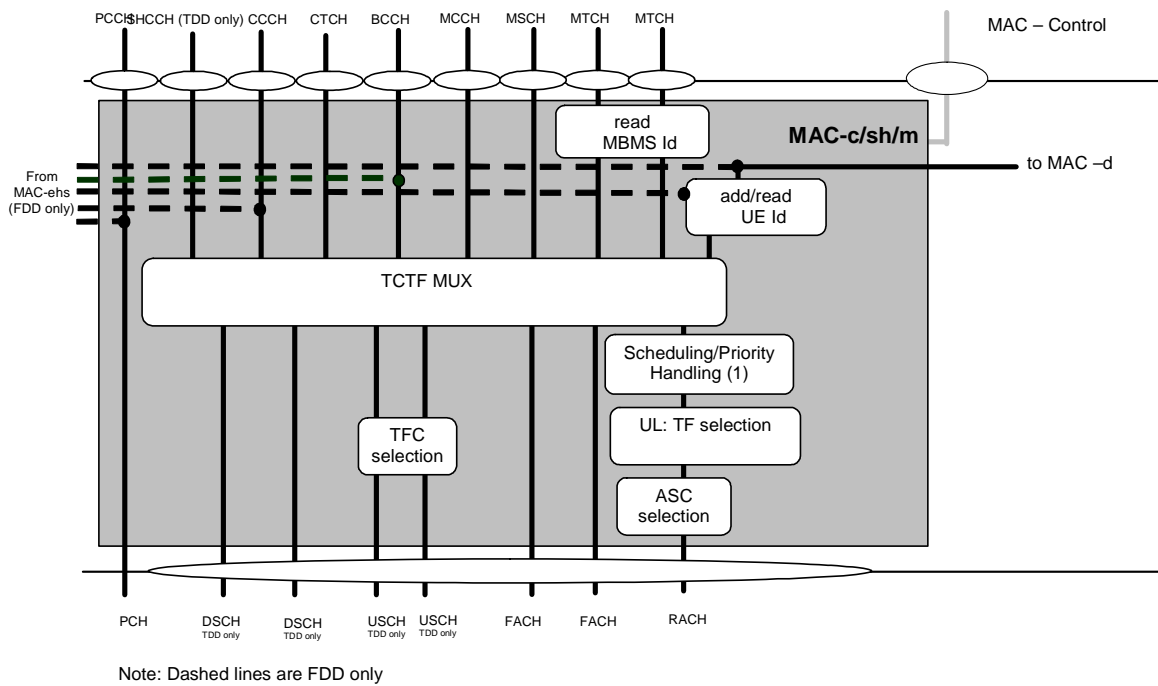 PCCH SHCCH (TDD only) CCCH CTCH BCCH MCCH MSCH MTCH MTCH
MAC – Control
read
MBMS Id
MAC-c/sh/m
From
MAC-ehs
(FDD only)
to MAC –d
add/read
UE Id
TCTF MUX
Scheduling/Priority
Handling (1)
UL: TF selection
TFC
selection
ASC
selection
PCH DSCH DSCH USCH USCH FACH FACH RACH
TDD only TDD only TDD only TDD only
Note: Dashed lines are FDD only